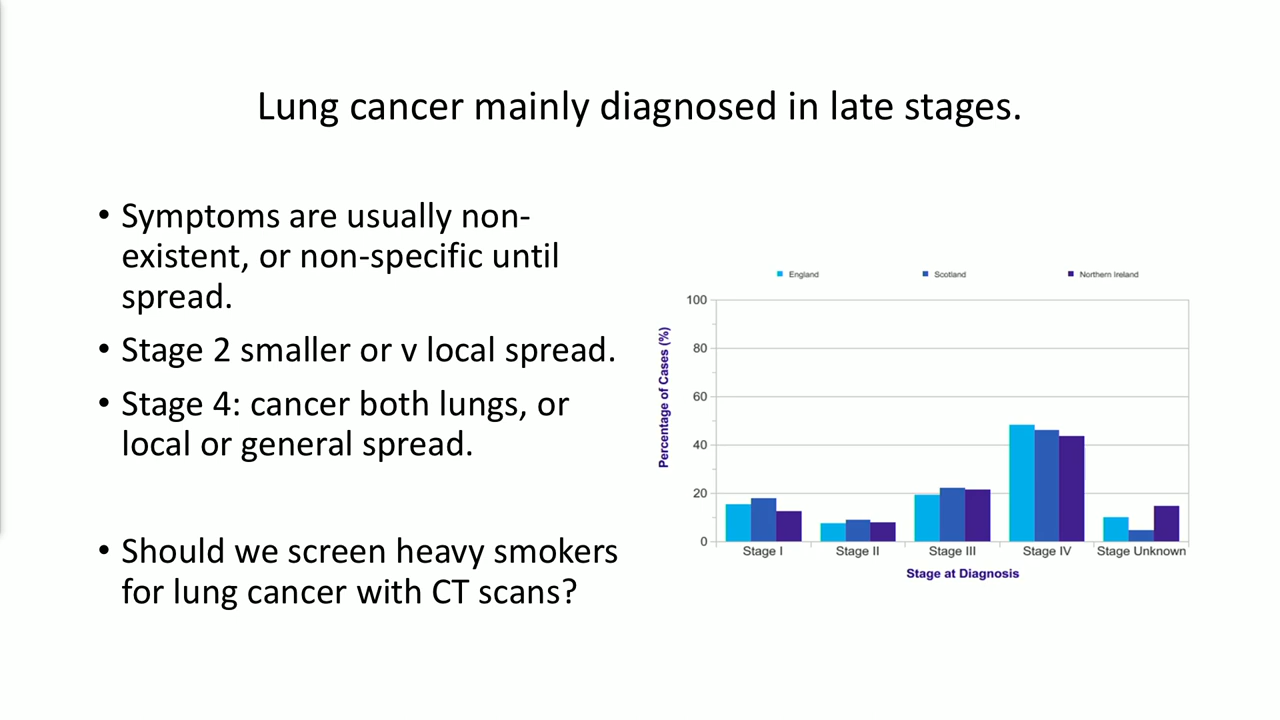 Lung cancer mainly diagnosed in late stages.
• Symptoms are usually non-
existent, or non-specific until
spread.
• Stage 2 smaller or v local spread.
• Stage 4: cancer both lungs, or
local or general spread.
• Should we screen heavy smokers
for lung cancer with CT scans?
England Scotland Northern Ireland
Percentage of Cases (%)
100
80
60
40
20
0
Stage I Stage II Stage III Stage IV Stage Unknown
Stage at Diagnosis